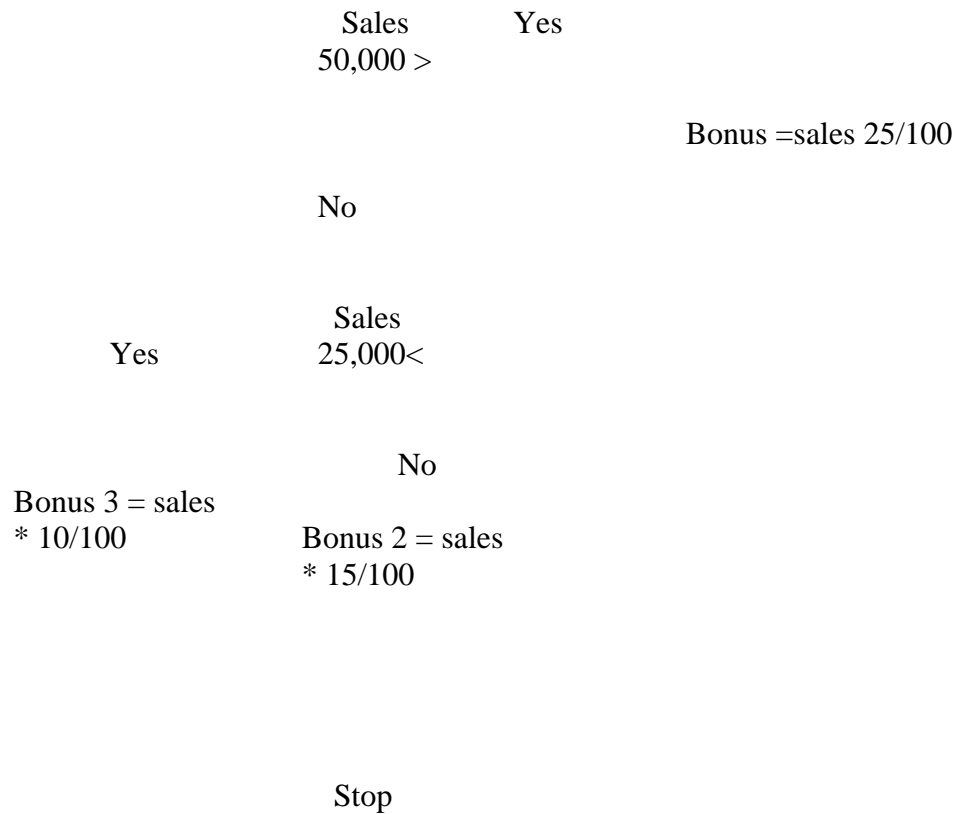 Sales Yes
50,000 >
Bonus =sales 25/100
No
Sales
Yes 25,000<
No
Bonus 3 = sales
* 10/100 Bonus 2 = sales
* 15/100
Stop